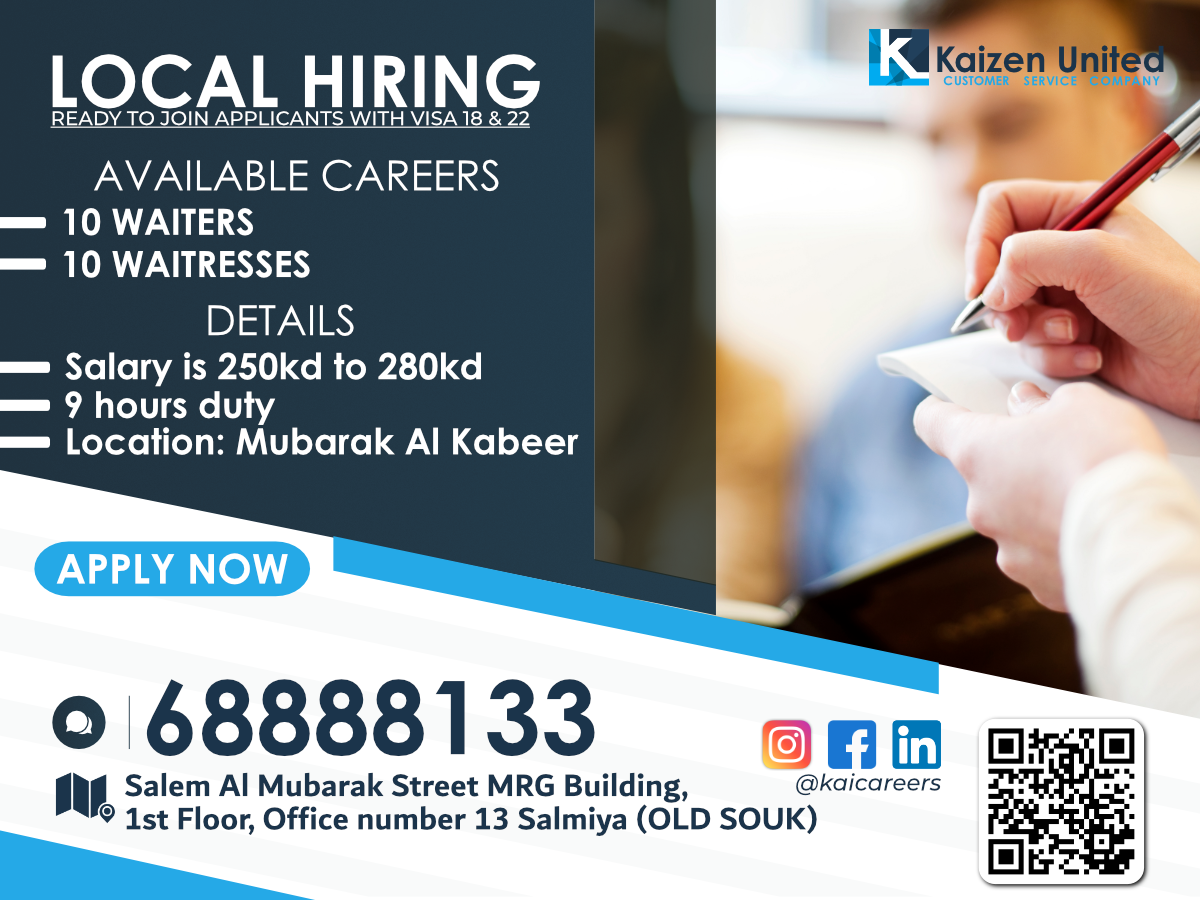 LOCAL HIRING
READY TO JOIN APPLICANTS WITH VISA 18 & 22
AVAILABLE CAREERS
10 WAITERS
10 WAITRESSES
DETAILS
Salary is 250kd to 280kd
9 hours duty
Location: Mubarak Al Kabeer
K Kaizen United
CUSTOMER SERVICE COMPANY
APPLY NOW
68888133
Salem Al Mubarak Street MRG Building,
1st Floor, Office number 13 Salmiya (OLD SOUK)
f in
@kaicareers